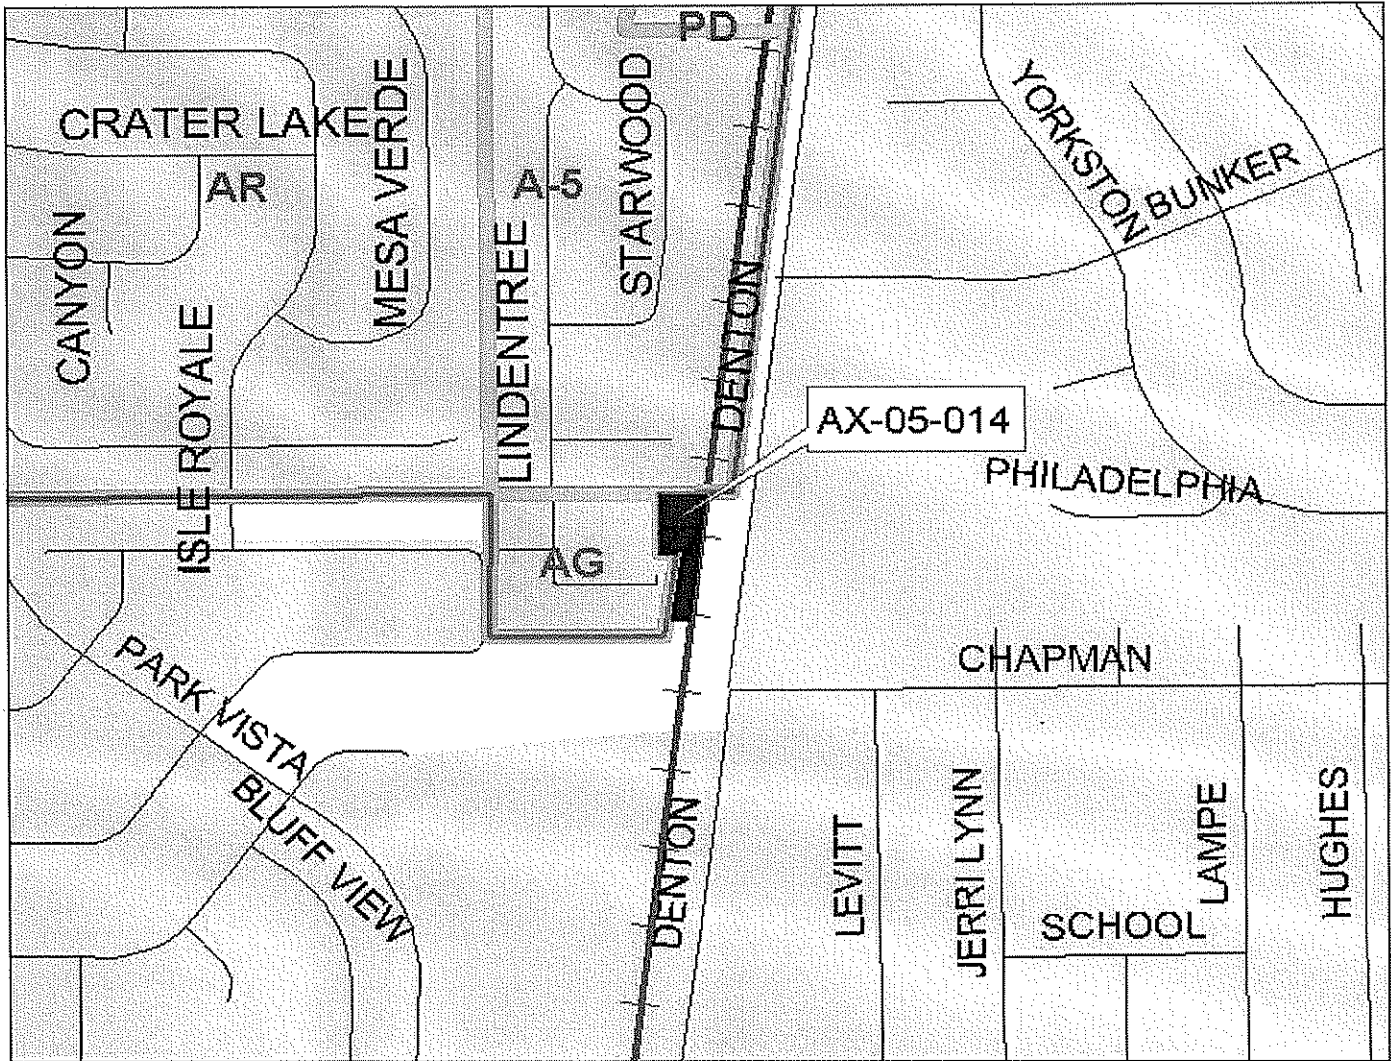 PD
CRATER LAKE
MESA VERDE
STARWOOD
YORKSTON
BUNKER
AR
A-5
CANYON
LINDENTREE
DENTON
ISLE ROYALE
AX-05-014
PHILADELPHIA
AG
CHAPMAN
PARK VISTA
BLUFF VIEW
DENTON
LEVITT
JERRI LYNN
LAMPE
HUGHES
SCHOOL